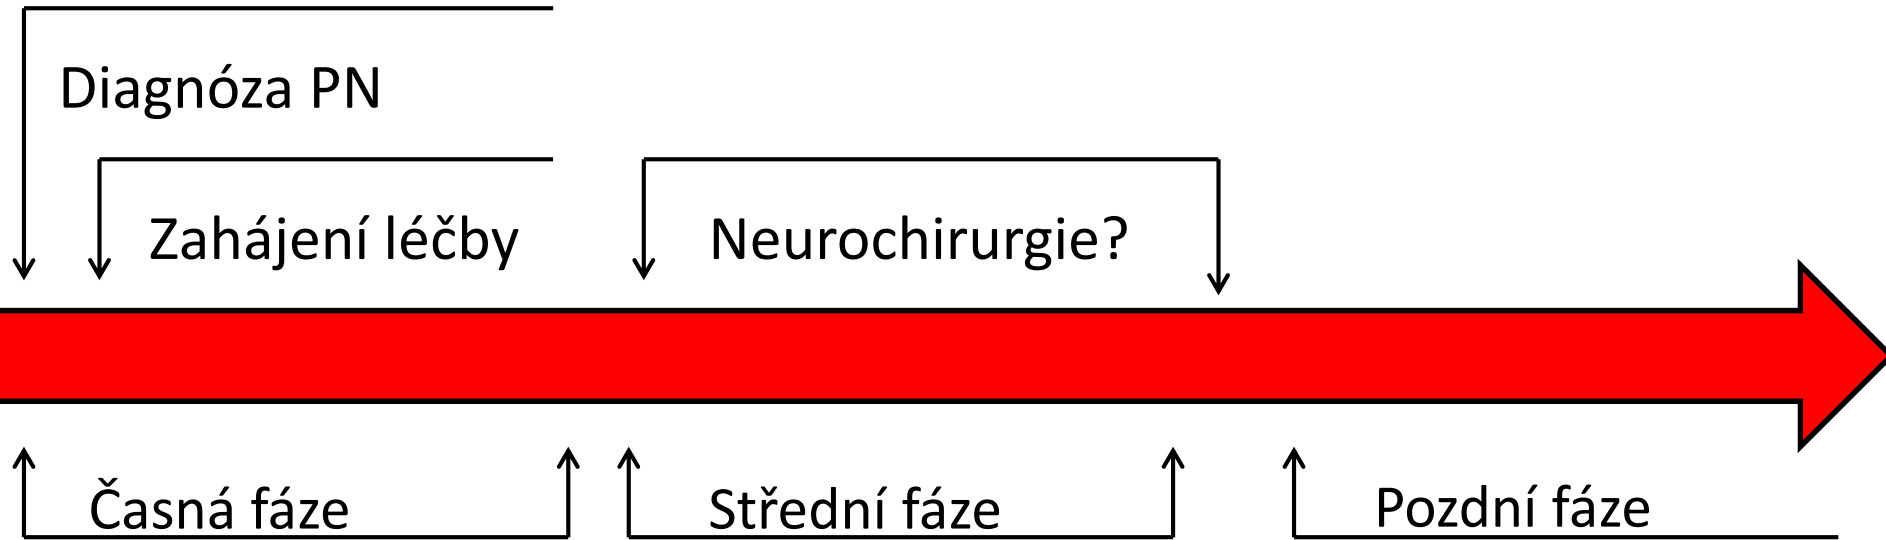 Diagnóza PN
Zahájení léčby
Neurochirurgie?
Časná fáze
Střední fáze
Pozdní fáze